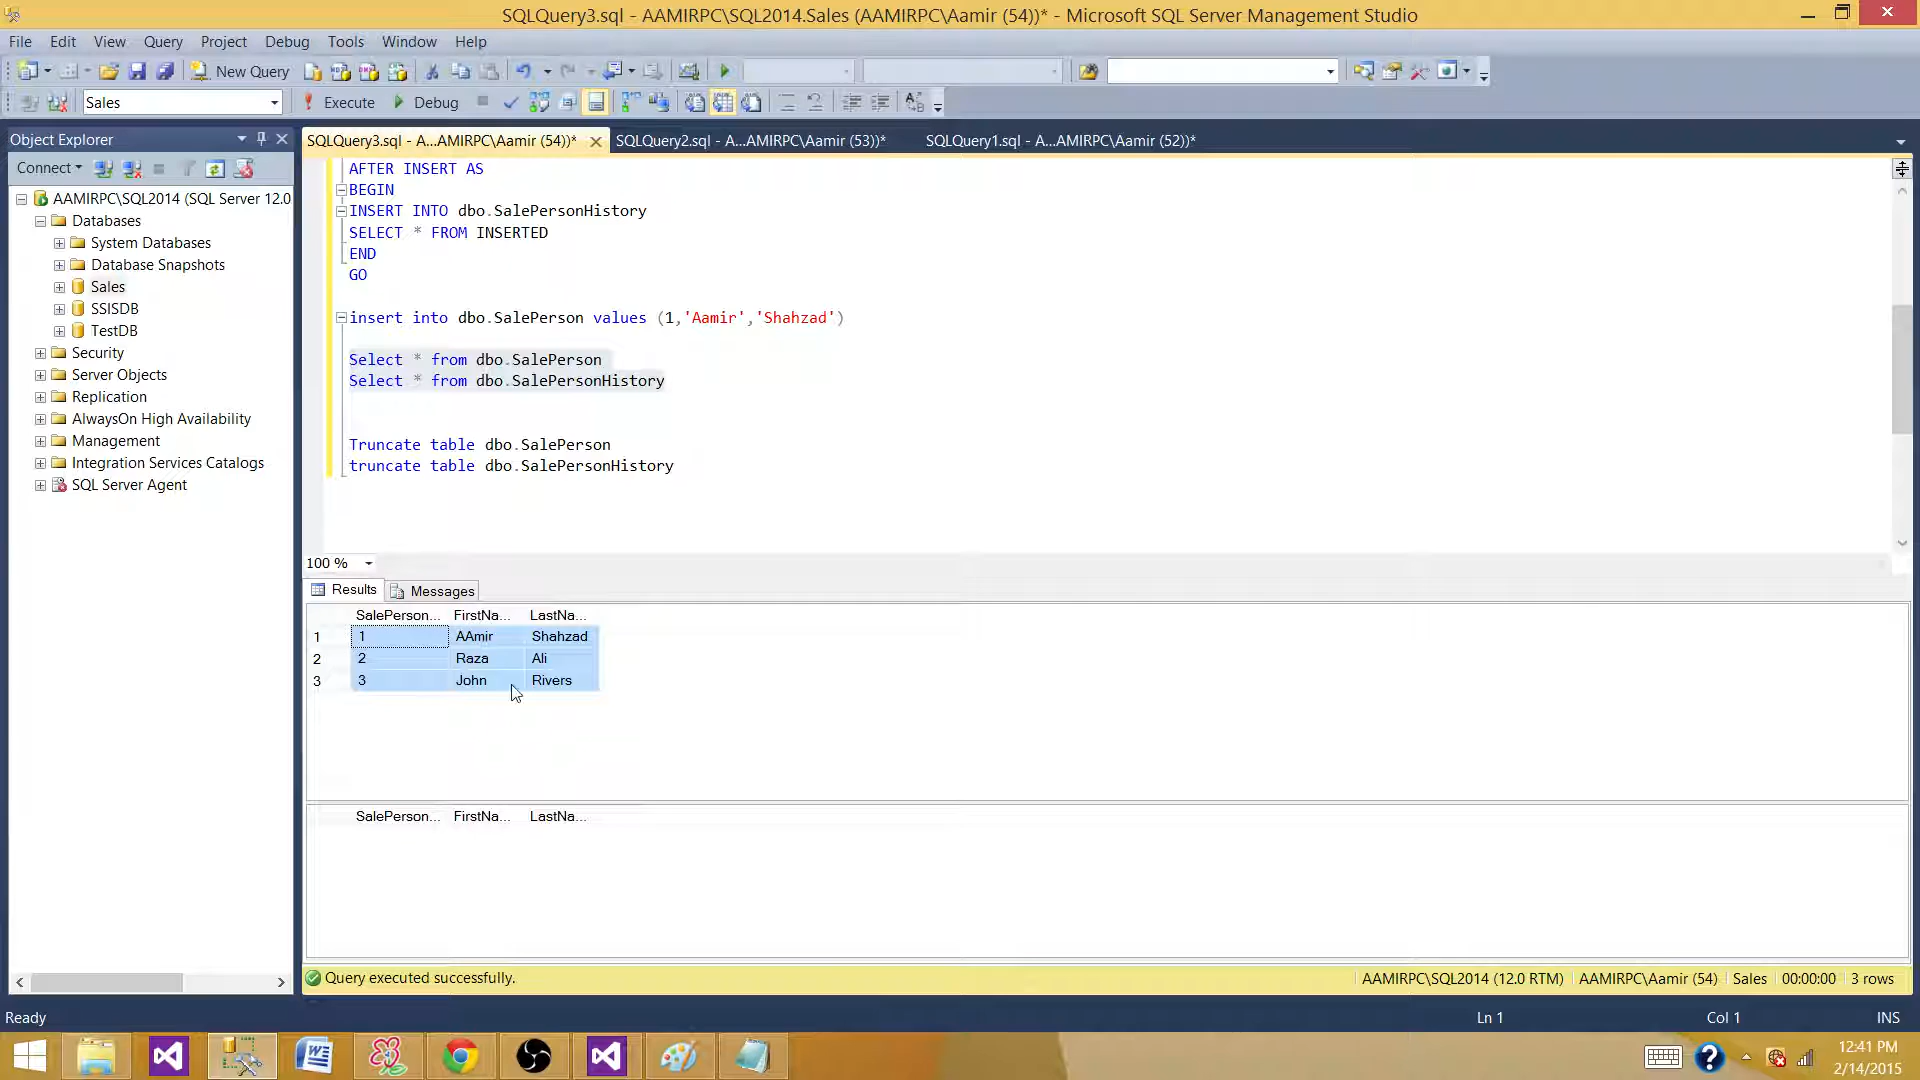 SQLQuery3.sql - AAMIRPC\SQL2014.Sales (AAMIRPC\Aamir (54))* - Microsoft SQL Server Management Studio
File Edit View Query Project Debug Tools Window Help
New Query
Sales Execute Debug
Object Explorer
SQLQuery3.sql - A...AMIRPC\Aamir (54))* SQLQuery2.sql - A...AMIRPC\Aamir (53))* SQLQuery1.sql - A...AMIRPC\Aamir (52))*
Connect
AAMIRPC\SQL2014 (SQL Server 12.0
Databases
System Databases
Database Snapshots
Sales
SSISDB
TestDB
Security
Server Objects
Replication
AlwaysOn High Availability
Management
Integration Services Catalogs
SQL Server Agent
AFTER INSERT AS
BEGIN
INSERT INTO dbo.SalePersonHistory
SELECT * FROM INSERTED
END
GO
insert into dbo.SalePerson values (1,'Aamir','Shahzad')
Select * from dbo.SalePerson
Select * from dbo.SalePersonHistory
Truncate table dbo.SalePerson
truncate table dbo.SalePersonHistory
100 %
Results Messages
SalePerson... FirstNa... LastNa...
1 1 AAmir Shahzad
2 2 Raza Ali
3 3 John Rivers
SalePerson... FirstNa... LastNa...
Query executed successfully. AAMIRPC\SQL2014 (12.0 RTM) AAMIRPC\Aamir (54) Sales 00:00:00 3 rows
Ready Ln 1 Col 1 INS
12:41 PM
2/14/2015